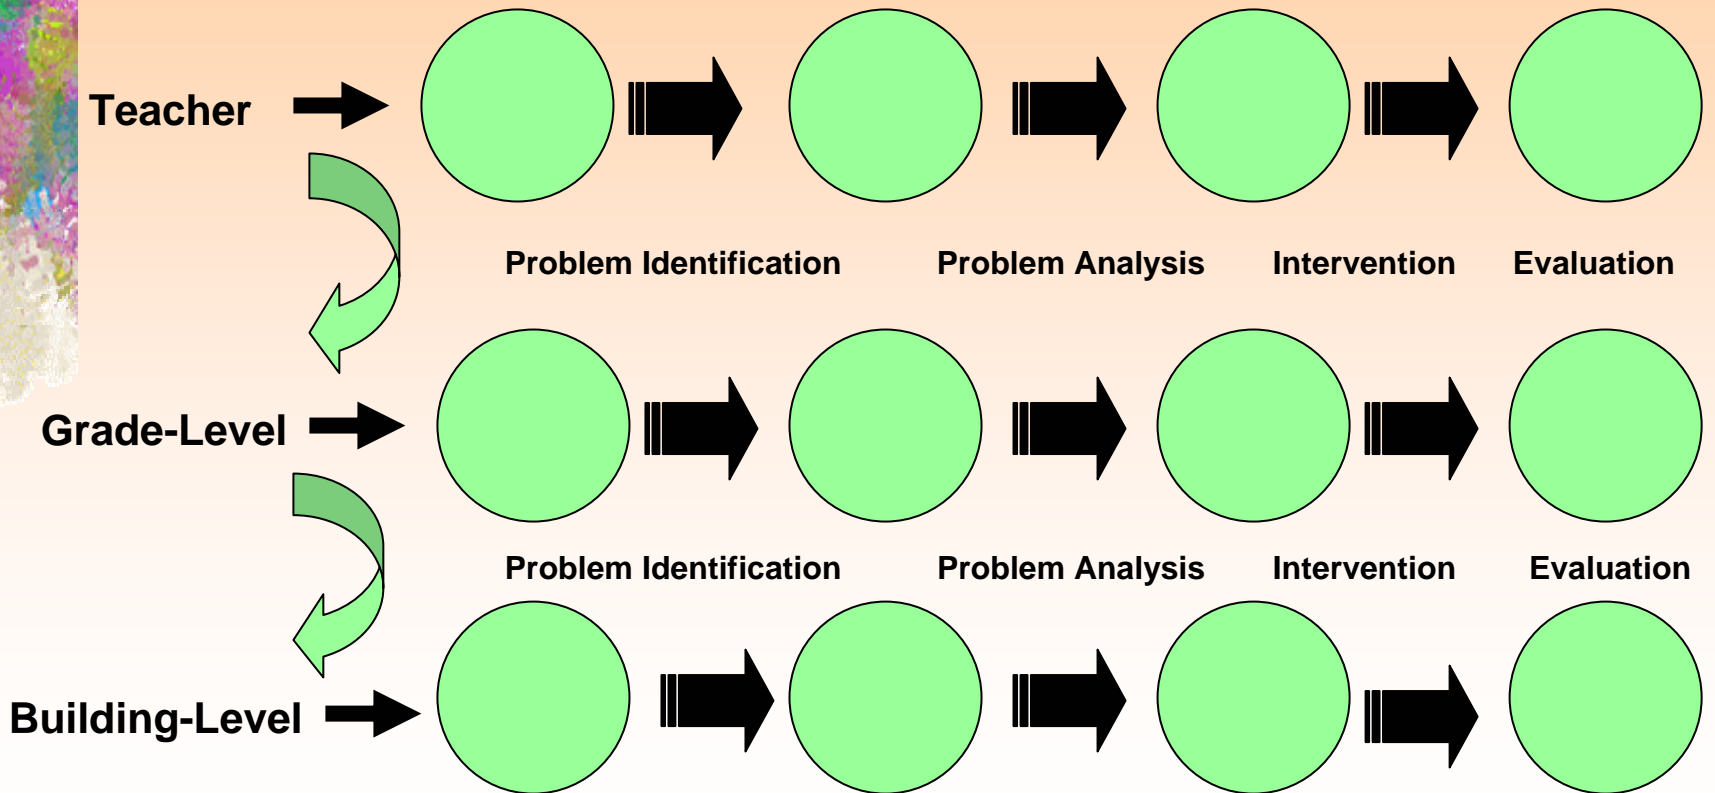 Teacher
Problem Identification Problem Analysis Intervention Evaluation
Grade-Level
Problem Identification Problem Analysis Intervention Evaluation
Building-Level